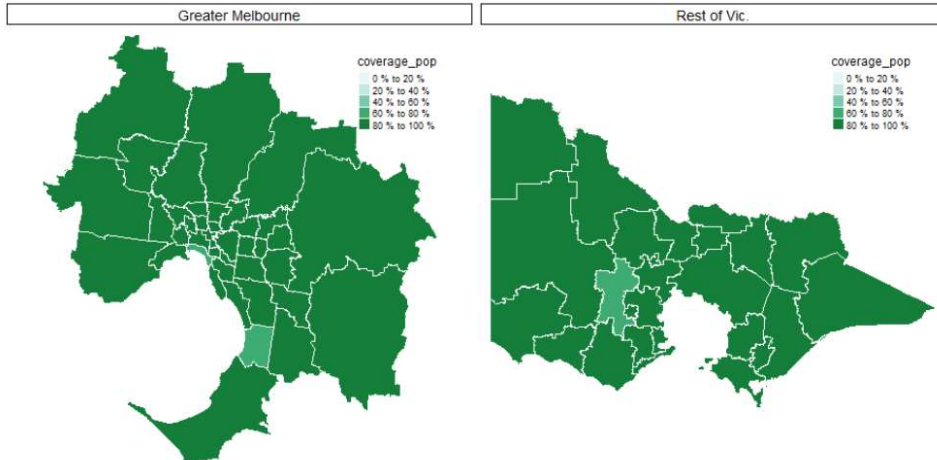 Greater Melbourne
Rest of Vic.
coverage_pop
0 % to 20 %
20 % to 40 %
40 % to 60 %
60 % to 80 %
80 % to 100 %
coverage_pop
0 % to 20 %
20 % to 40 %
40 % to 60 %
60 % to 80 %
80 % to 100 %